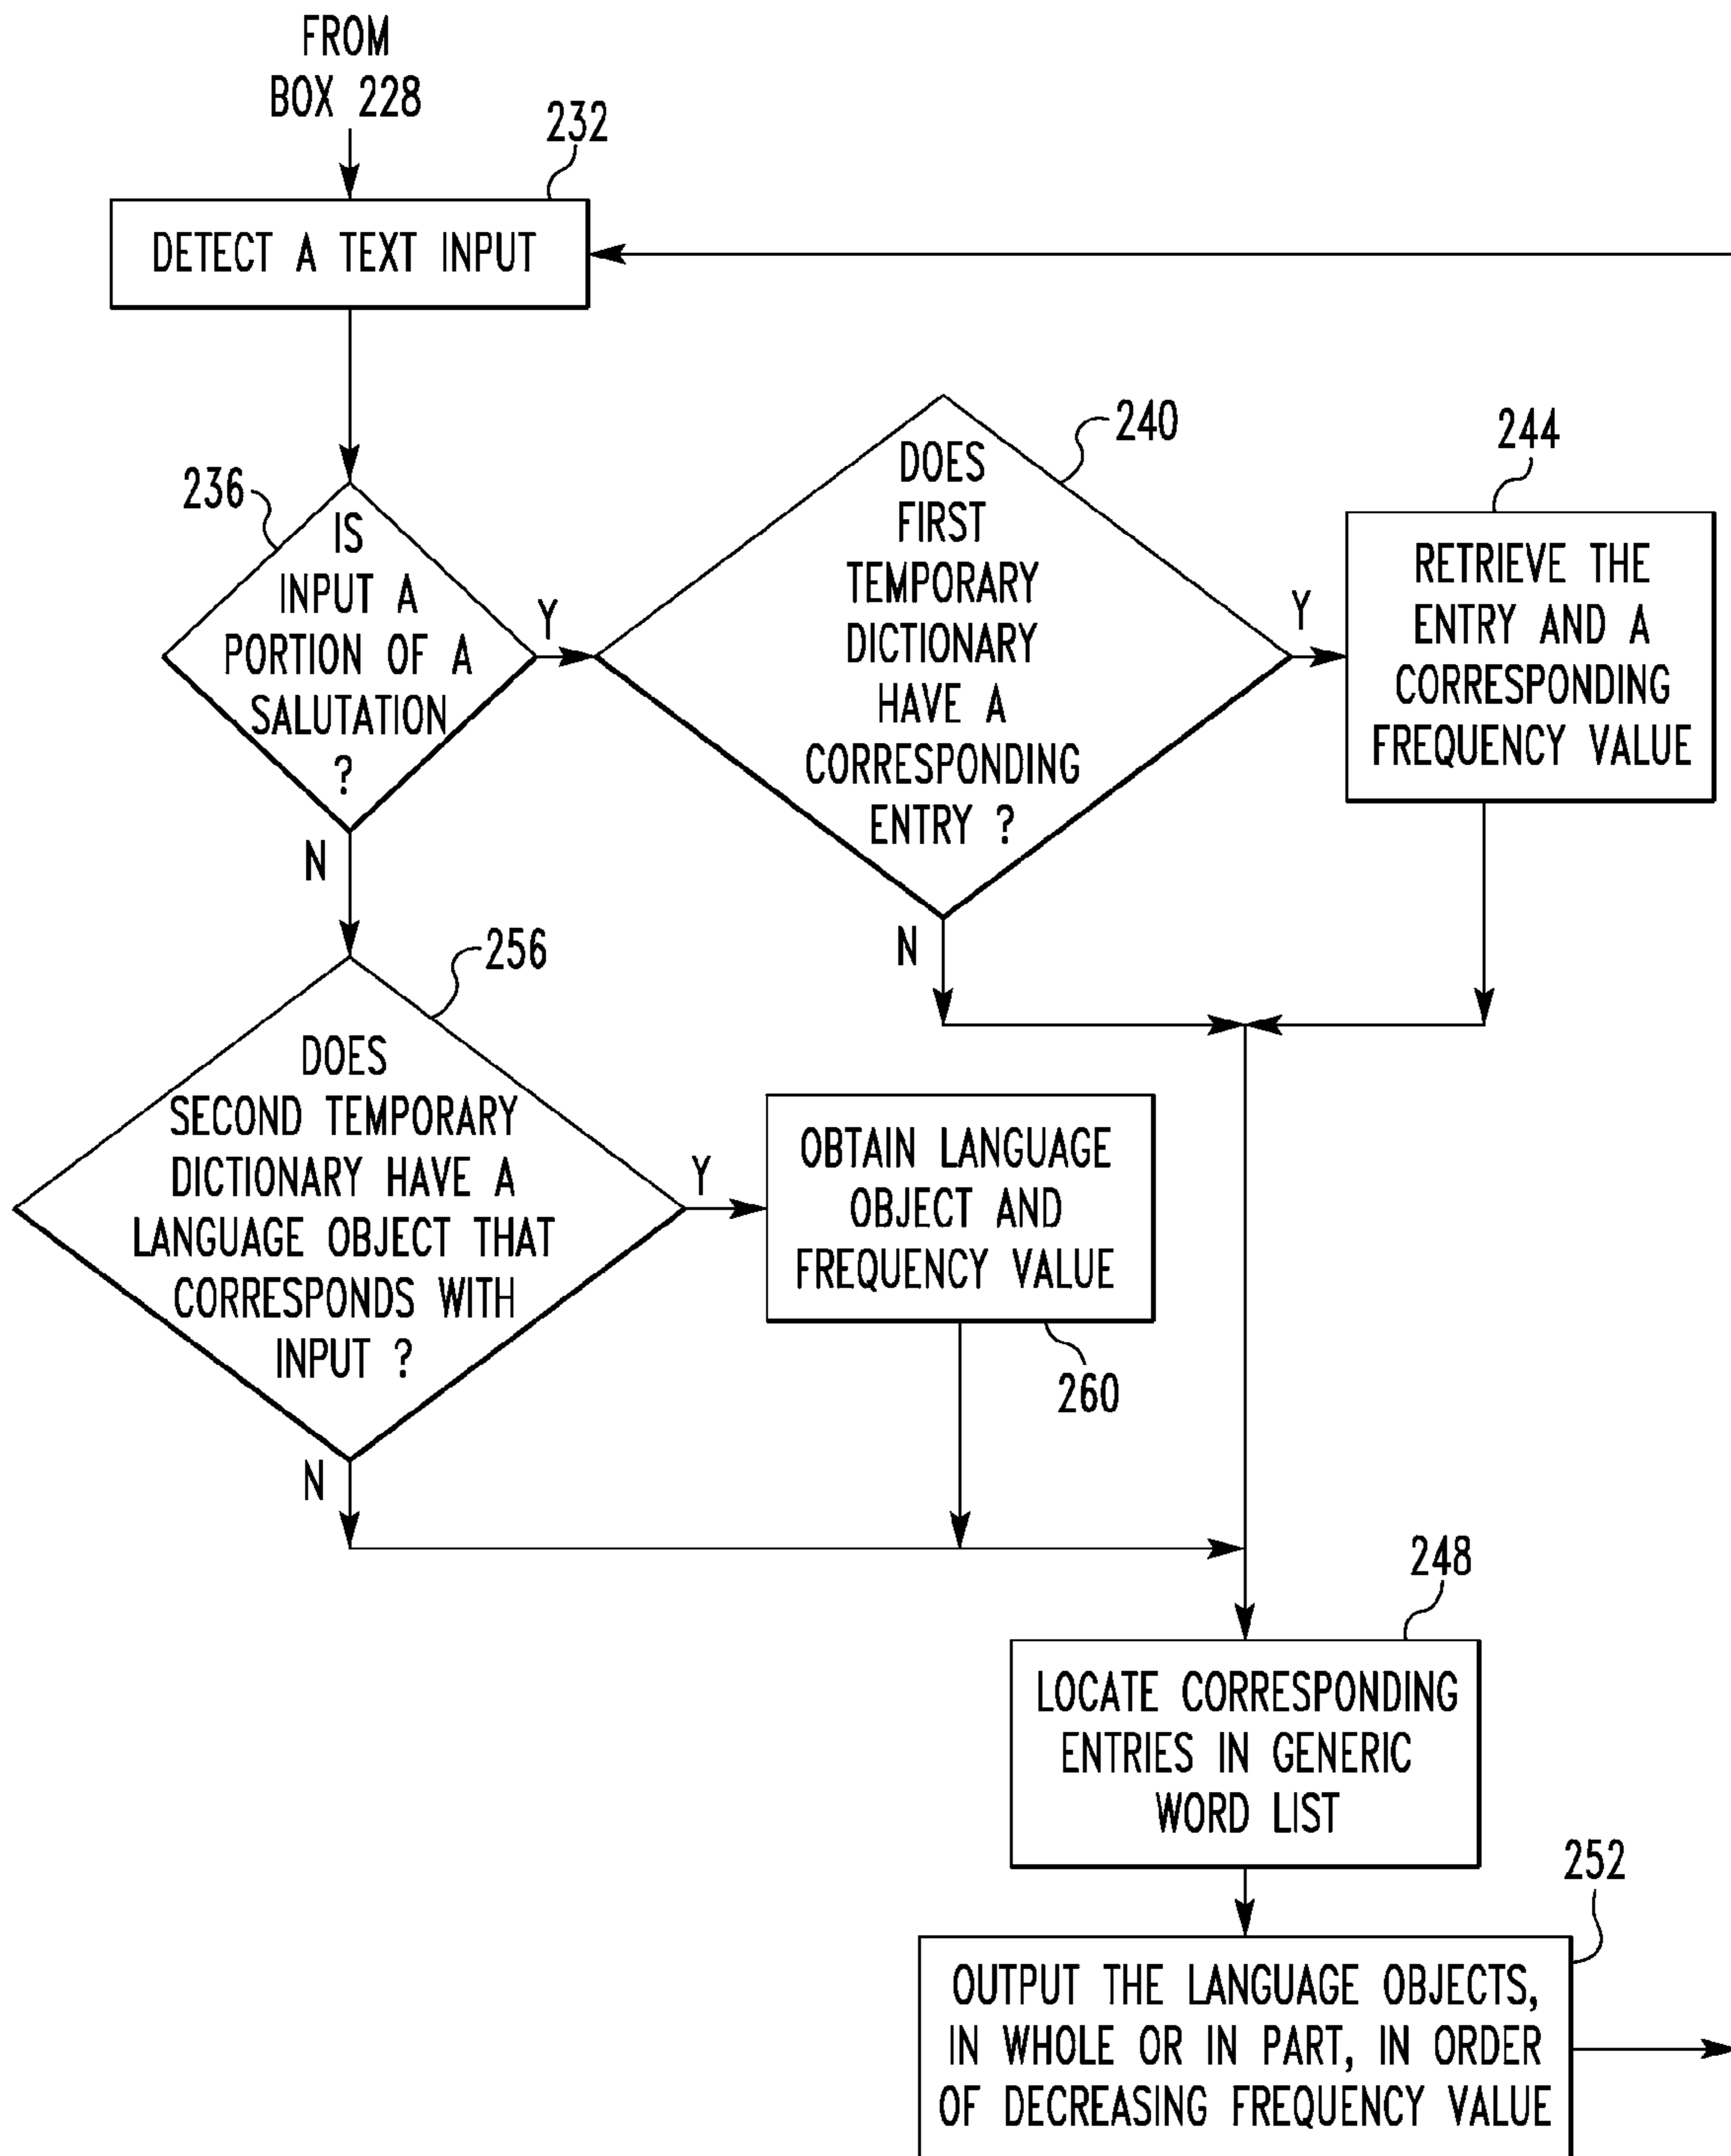 FROM
BOX 228
232
DETECT A TEXT INPUT
236
IS
INPUT A
PORTION OF A
SALUTATION
?
Y
N
240
DOES
FIRST
TEMPORARY
DICTIONARY
HAVE A
CORRESPONDING
ENTRY ?
Y
N
244
RETRIEVE THE
ENTRY AND A
CORRESPONDING
FREQUENCY VALUE
256
DOES
SECOND TEMPORARY
DICTIONARY HAVE A
LANGUAGE OBJECT THAT
CORRESPONDS WITH
INPUT ?
Y
N
OBTAIN LANGUAGE
OBJECT AND
FREQUENCY VALUE
260
248
LOCATE CORRESPONDING
ENTRIES IN GENERIC
WORD LIST
252
OUTPUT THE LANGUAGE OBJECTS,
IN WHOLE OR IN PART, IN ORDER
OF DECREASING FREQUENCY VALUE